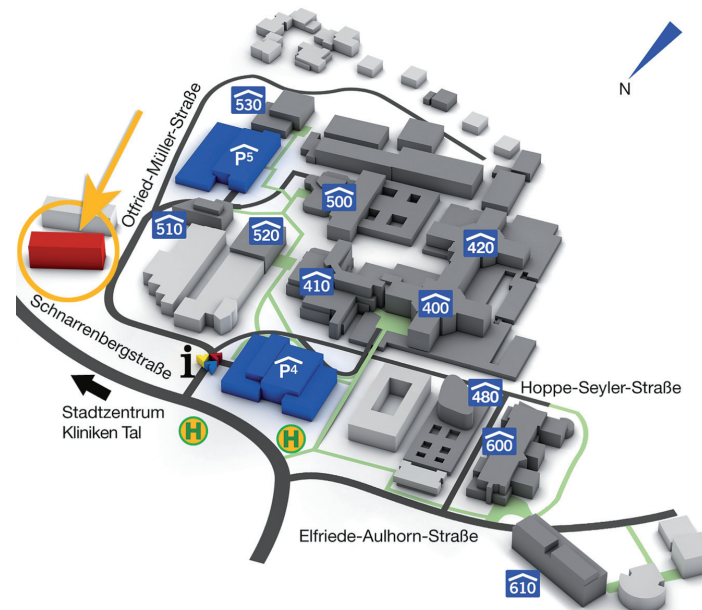 N
530
P5
Otfried-Müller-Straße
500
510
520
420
410
400
Schnarrenbergstraße
i
P4
Hoppe-Seyler-Straße
480
Stadtzentrum
Kliniken Tal
H
H
600
Elfriede-Aulhorn-Straße
610